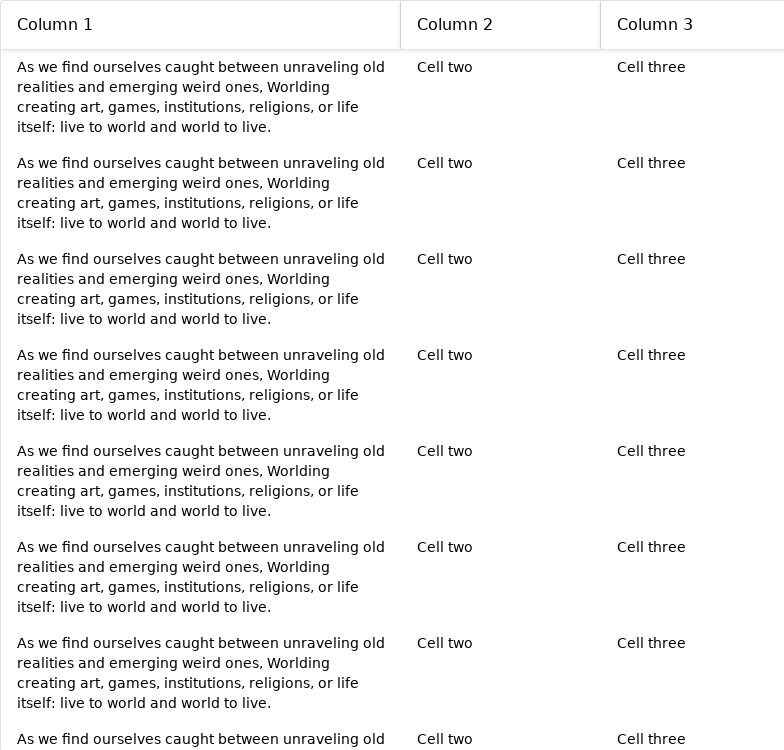 Column 1 Column 2 Column 3
As we find ourselves caught between unraveling old Cell two Cell three
realities and emerging weird ones, Worlding
creating art, games, institutions, religions, or life
itself: live to world and world to live.
As we find ourselves caught between unraveling old Cell two Cell three
realities and emerging weird ones, Worlding
creating art, games, institutions, religions, or life
itself: live to world and world to live.
As we find ourselves caught between unraveling old Cell two Cell three
realities and emerging weird ones, Worlding
creating art, games, institutions, religions, or life
itself: live to world and world to live.
As we find ourselves caught between unraveling old Cell two Cell three
realities and emerging weird ones, Worlding
creating art, games, institutions, religions, or life
itself: live to world and world to live.
As we find ourselves caught between unraveling old Cell two Cell three
realities and emerging weird ones, Worlding
creating art, games, institutions, religions, or life
itself: live to world and world to live.
As we find ourselves caught between unraveling old Cell two Cell three
realities and emerging weird ones, Worlding
creating art, games, institutions, religions, or life
itself: live to world and world to live.
As we find ourselves caught between unraveling old Cell two Cell three
realities and emerging weird ones, Worlding
creating art, games, institutions, religions, or life
itself: live to world and world to live.
As we find ourselves caught between unraveling old Cell two Cell three